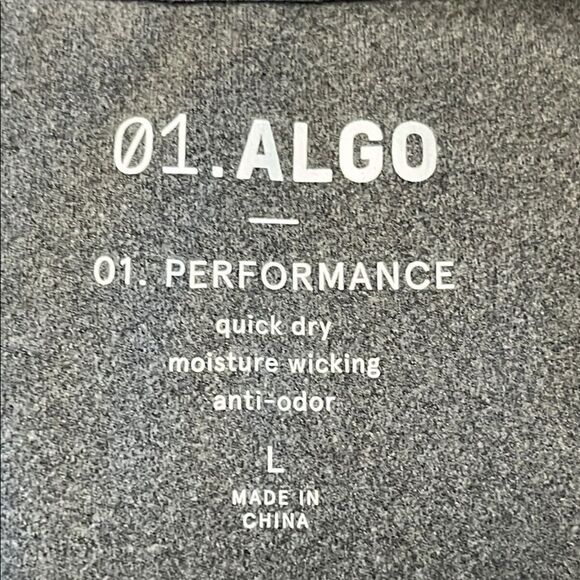 01.ALGO
01. PERFORMANCE
quick dry
moisture wicking
anti-odor
L
MADE IN
CHINA